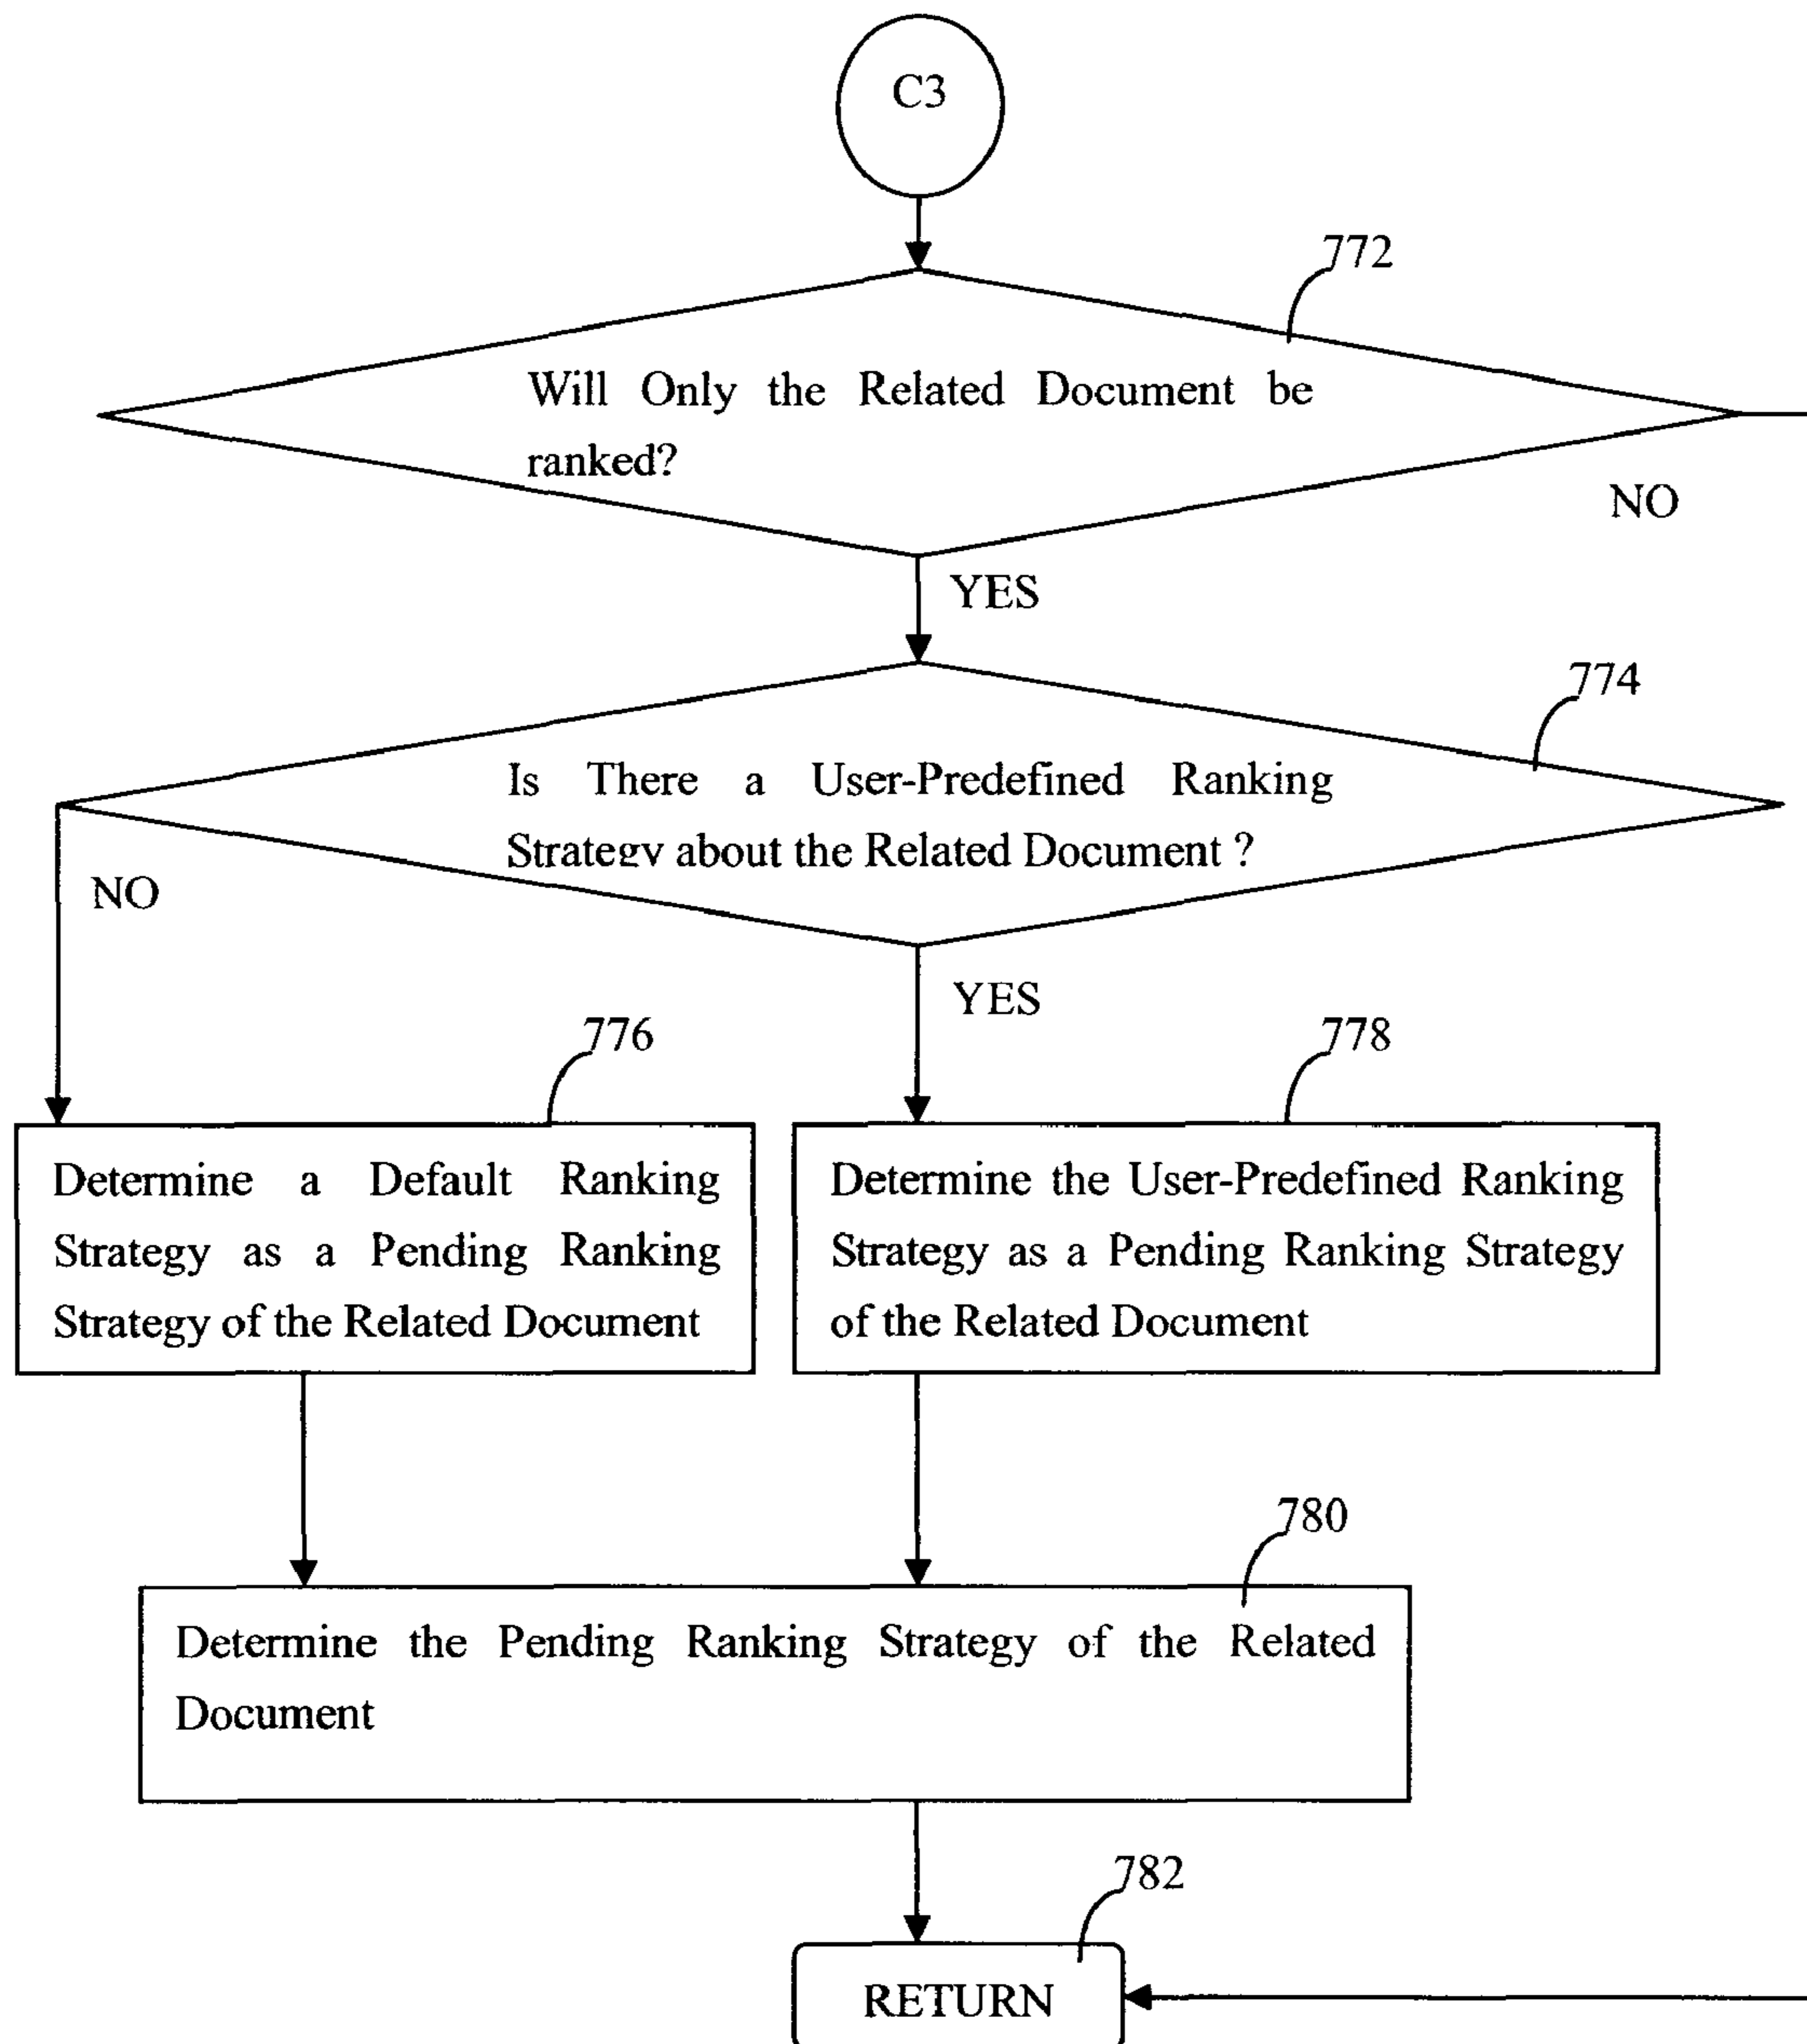 C3
772
Will Only the Related Document be
ranked?
NO
YES
774
Is There a User-Predefined Ranking
Strategy about the Related Document ?
NO
YES
776
778
Determine a Default Ranking
Strategy as a Pending Ranking
Strategy of the Related Document
Determine the User-Predefined Ranking
Strategy as a Pending Ranking Strategy
of the Related Document
780
Determine the Pending Ranking Strategy of the Related
Document
782
RETURN